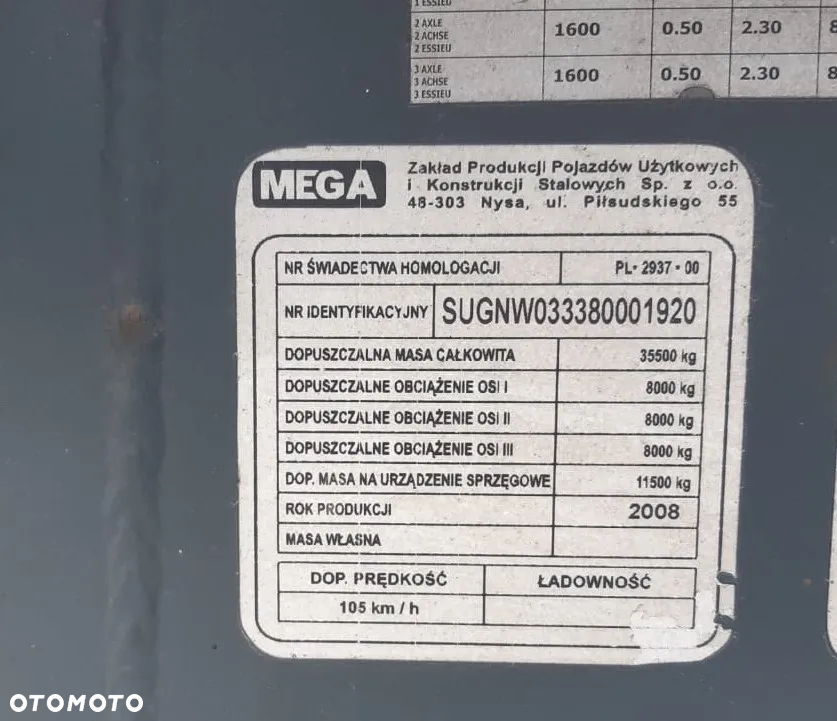 1 ESSIEU
2 AXLE
2 ACHSE 1600 0.50 2.30 8
2 ESSIEU
3 AXLE
3 ACHSE 1600 0.50 2.30 8
3 ESSIEU
MEGA
Zakład Produkcji Pojazdów Użytkowych
i Konstrukcji Stalowych Sp. z o.o.
48-303 Nysa, ul. Piłsudskiego 55
NR ŚWIADECTWA HOMOLOGACJI PL · 2937 · 00
NR IDENTYFIKACYJNY SUGNW033380001920
DOPUSZCZALNA MASA CAŁKOWITA 35500 kg
DOPUSZCZALNE OBCIĄŻENIE OSI I 8000 kg
DOPUSZCZALNE OBCIĄŻENIE OSI II 8000 kg
DOPUSZCZALNE OBCIĄŻENIE OSI III 8000 kg
DOP. MASA NA URZĄDZENIE SPRZĘGOWE 11500 kg
ROK PRODUKCJI 2008
MASA WŁASNA
DOP. PRĘDKOŚĆ ŁADOWNOŚĆ
105 km / h
OTOMOTO